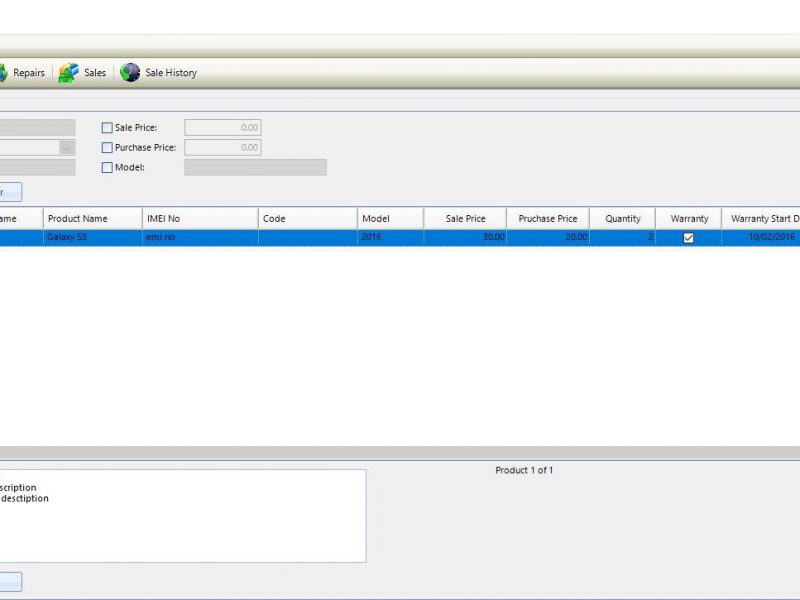 Repairs Sales Sale History
Sale Price: 0.00
Purchase Price: 0.00
Model:
r
ame Product Name IMEI No Code Model Sale Price Pruchase Price Quantity Warranty Warranty Start D
Galaxy S5 emi no 2016 30.00 20.00 2 10/02/2016
Product 1 of 1
scription
desctiption